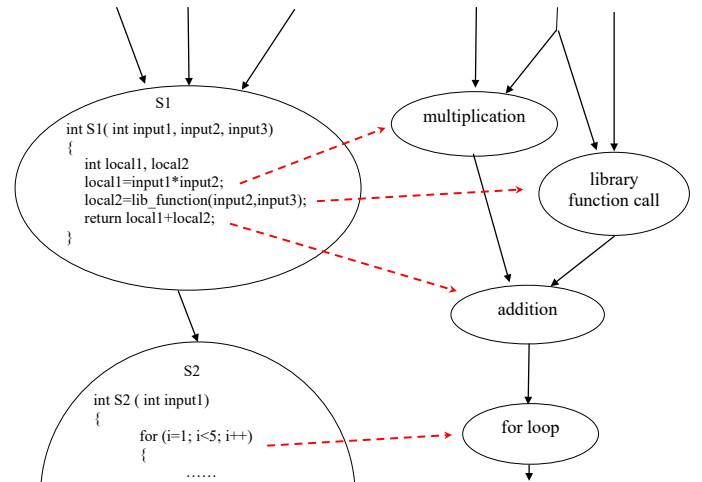 S1
int S1( int input1, input2, input3)
{
int local1, local2
local1=input1*input2;
local2=lib_function(input2,input3);
return local1+local2;
}
multiplication
library
function call
addition
S2
int S2 ( int input1)
{
for (i=1; i<5; i++)
{
……
for loop